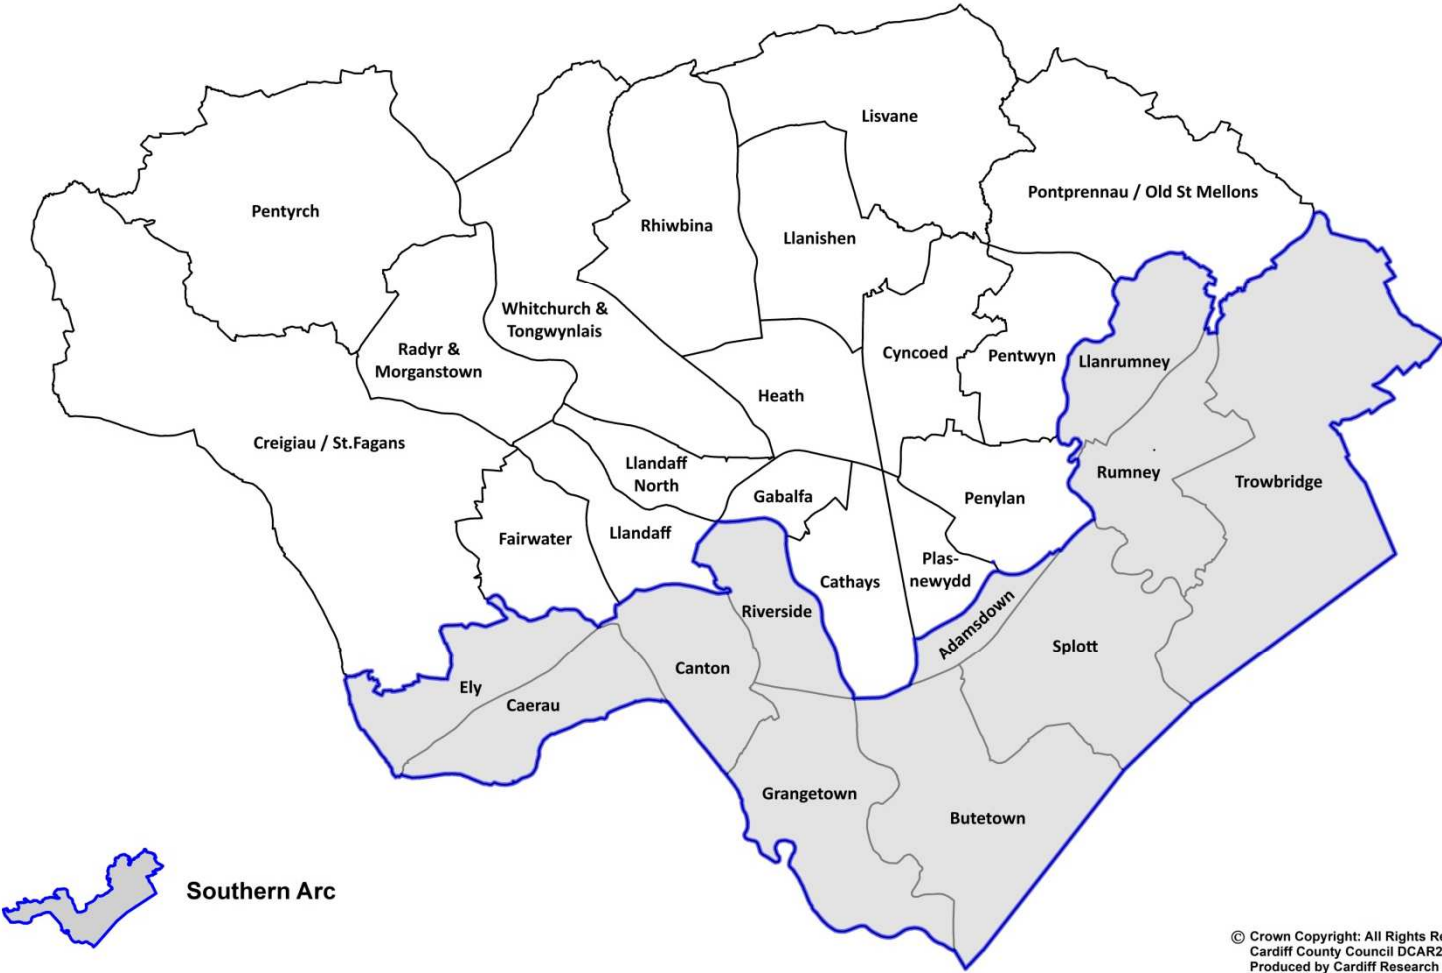 Lisvane
Pontprennau / Old St Mellons
Pentyrch
Rhiwbina
Llanishen
Whitchurch &
Tongwynlais
Radyr &
Morganstown
Cyncoed
Pentwyn
Llanrumney
Heath
Creigiau / St.Fagans
Llandaff
North
Gabalfa
Penylan
Rumney
Trowbridge
Fairwater
Llandaff
Cathays
Plas-
newydd
Riverside
Adamsdown
Splott
Canton
Ely
Caerau
Grangetown
Butetown
Southern Arc
© Crown Copyright: All Rights Re
Cardiff County Council DCAR2
Produced by Cardiff Research